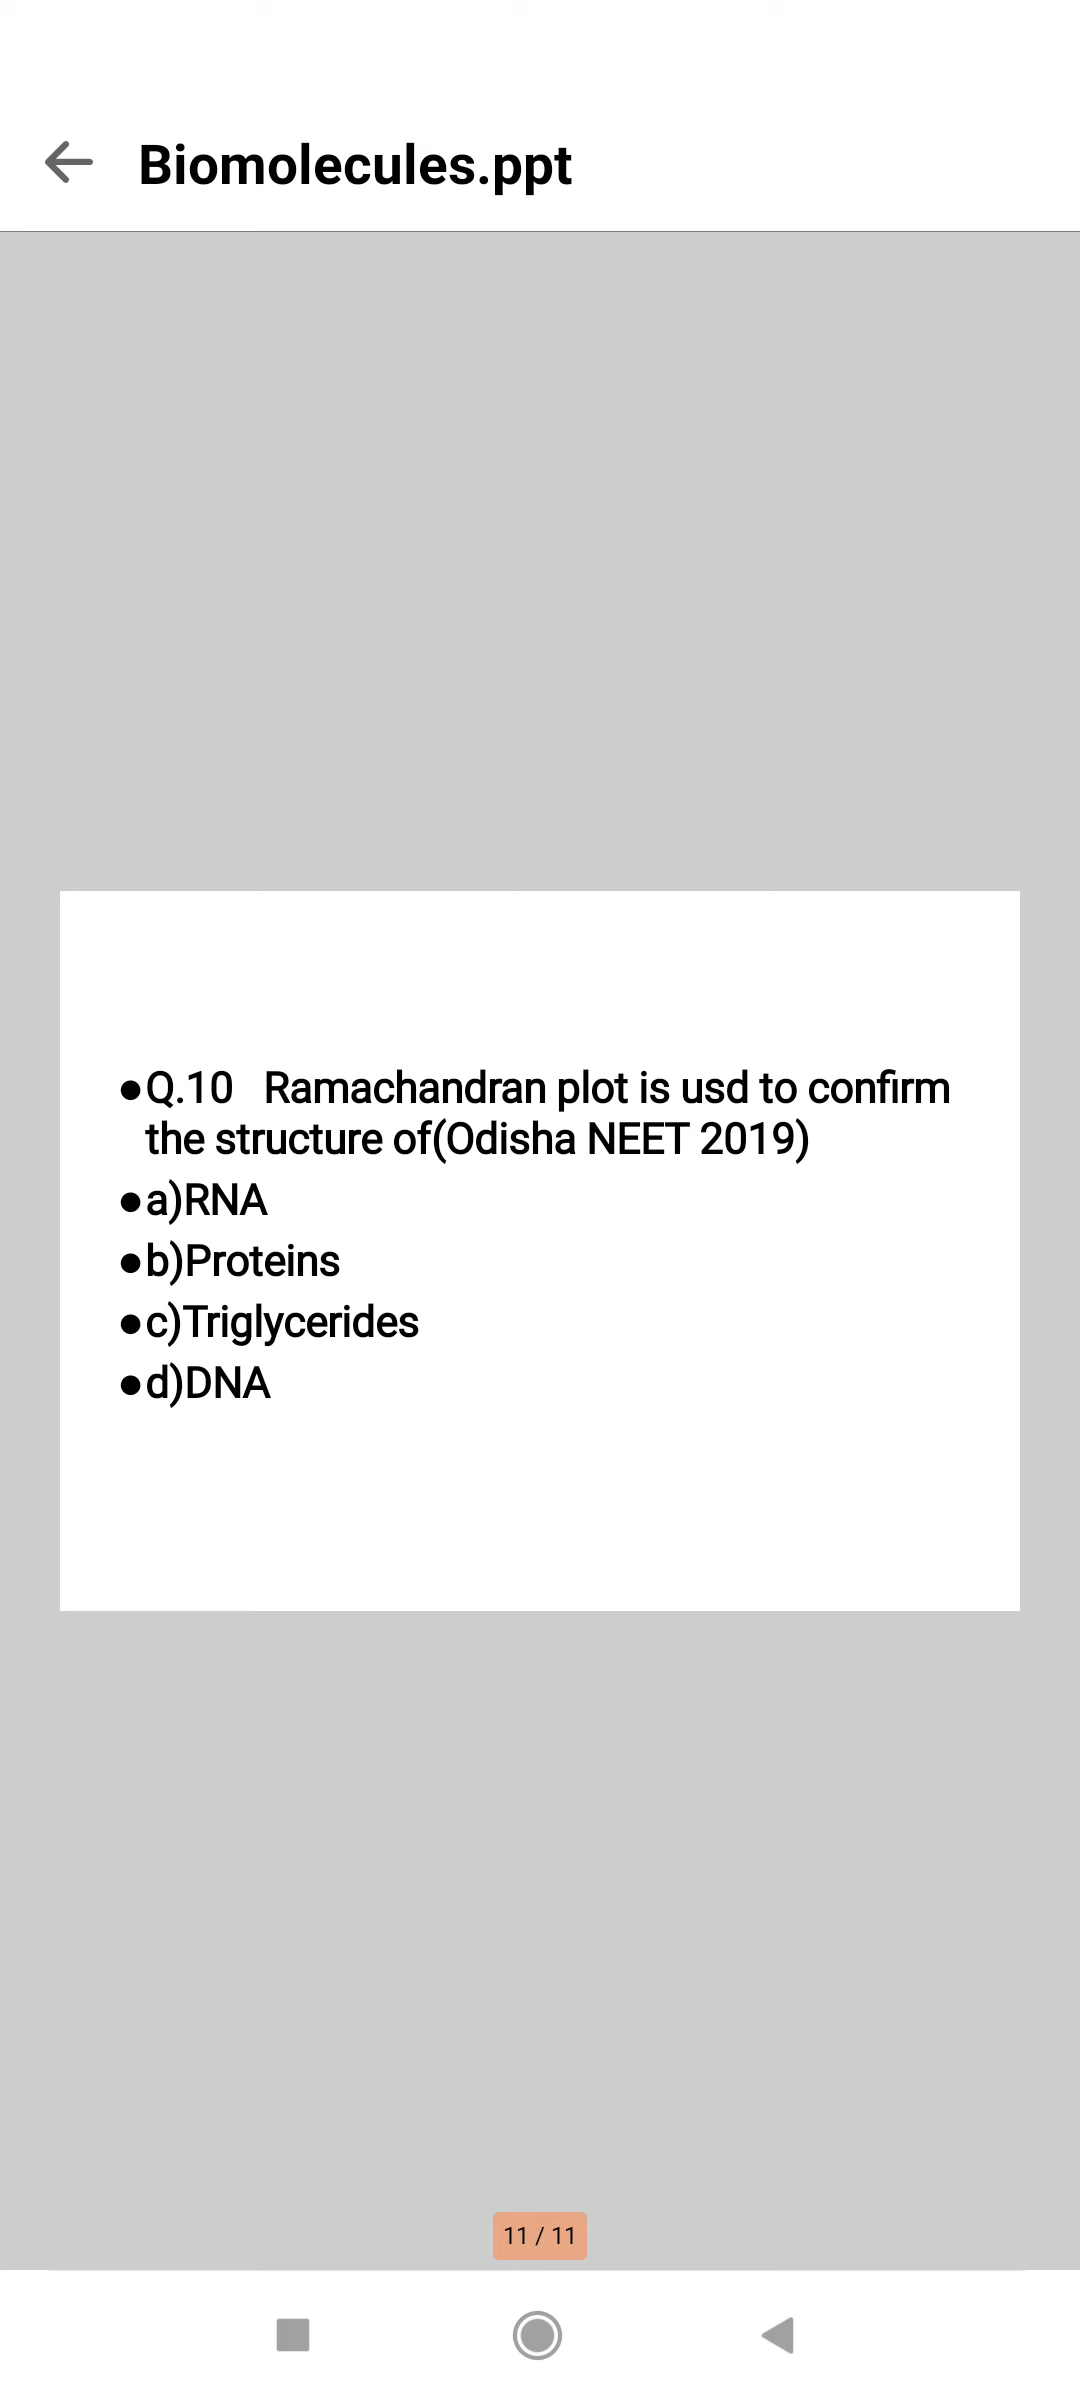 Biomolecules.ppt
●Q.10 Ramachandran plot is usd to confirm
the structure of(Odisha NEET 2019)
●a)RNA
●b)Proteins
●c)Triglycerides
●d)DNA
11 / 11